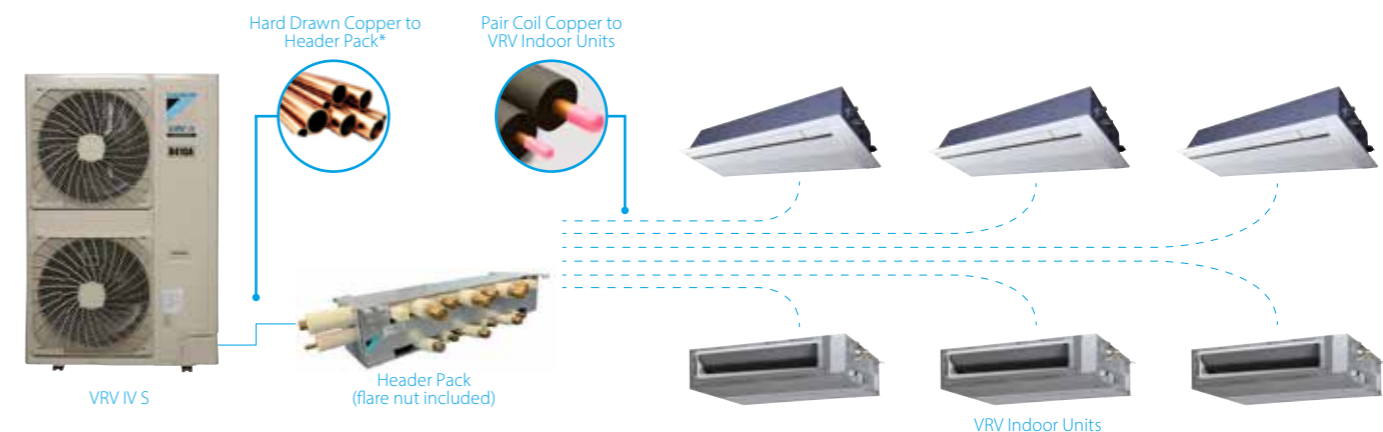 Hard Drawn Copper to
Header Pack*
Pair Coil Copper to
VRV Indoor Units
R410A
VRV IV S
Header Pack
(flare nut included)
VRV Indoor Units